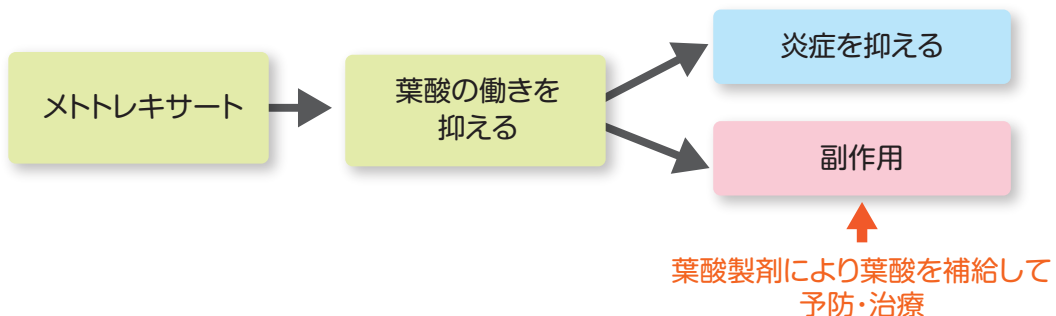 メトトレキサート
葉酸の働きを
抑える
炎症を抑える
副作用
葉酸製剤により葉酸を補給して
予防・治療